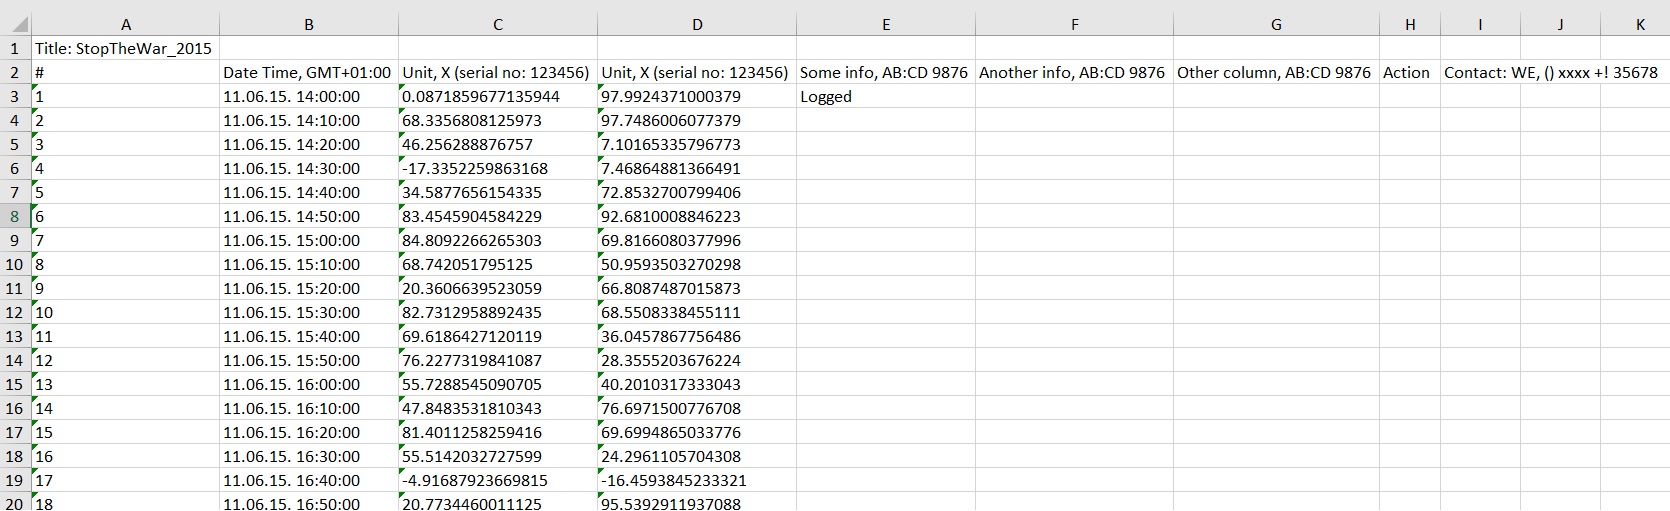 A B C D E F G H I J K
1 Title: StopTheWar_2015
2 # Date Time, GMT+01:00 Unit, X (serial no: 123456) Unit, X (serial no: 123456) Some info, AB:CD 9876 Another info, AB:CD 9876 Other column, AB:CD 9876 Action Contact: WE, () xxxx +! 35678
3 1 11.06.15. 14:00:00 0.0871859677135944 97.9924371000379 Logged
4 2 11.06.15. 14:10:00 68.3356808125973 97.7486006077379
5 3 11.06.15. 14:20:00 46.256288876757 7.10165335796773
6 4 11.06.15. 14:30:00 -17.3352259863168 7.46864881366491
7 5 11.06.15. 14:40:00 34.5877656154335 72.8532700799406
8 6 11.06.15. 14:50:00 83.4545904584229 92.6810008846223
9 7 11.06.15. 15:00:00 84.8092266265303 69.8166080377996
10 8 11.06.15. 15:10:00 68.742051795125 50.9593503270298
11 9 11.06.15. 15:20:00 20.3606639523059 66.8087487015873
12 10 11.06.15. 15:30:00 82.7312958892435 68.5508338455111
13 11 11.06.15. 15:40:00 69.6186427120119 36.0457867756486
14 12 11.06.15. 15:50:00 76.2277319841087 28.3555203676224
15 13 11.06.15. 16:00:00 55.7288545090705 40.2010317333043
16 14 11.06.15. 16:10:00 47.8483531810343 76.6971500776708
17 15 11.06.15. 16:20:00 81.4011258259416 69.6994865033776
18 16 11.06.15. 16:30:00 55.5142032727599 24.2961105704308
19 17 11.06.15. 16:40:00 -4.91687923669815 -16.4593845233321
20 18 11.06.15. 16:50:00 20.7734460011125 95.5392911937088